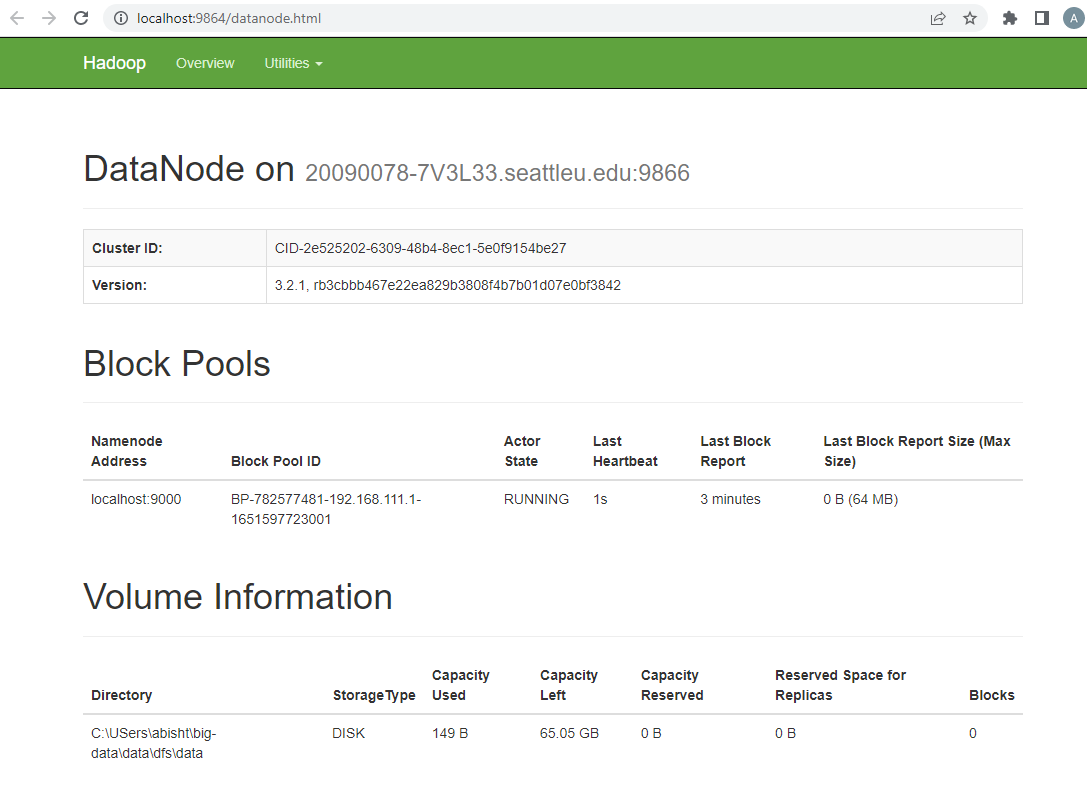 localhost:9864/datanode.html
A
Hadoop Overview Utilities
DataNode on 20090078-7V3L33.seattleu.edu:9866
Cluster ID: CID-2e525202-6309-48b4-8ec1-5e0f9154be27
Version: 3.2.1, rb3cbbb467e22ea829b3808f4b7b01d07e0bf3842
Block Pools
Namenode Actor Last Last Block Last Block Report Size (Max
Address Block Pool ID State Heartbeat Report Size)
localhost:9000 BP-782577481-192.168.111.1- RUNNING 1s 3 minutes 0 B (64 MB)
1651597723001
Volume Information
Capacity Capacity Capacity Reserved Space for
Directory StorageType Used Left Reserved Replicas Blocks
C:\USers\abisht\big- DISK 149 B 65.05 GB 0 B 0 B 0
data\data\dfs\data